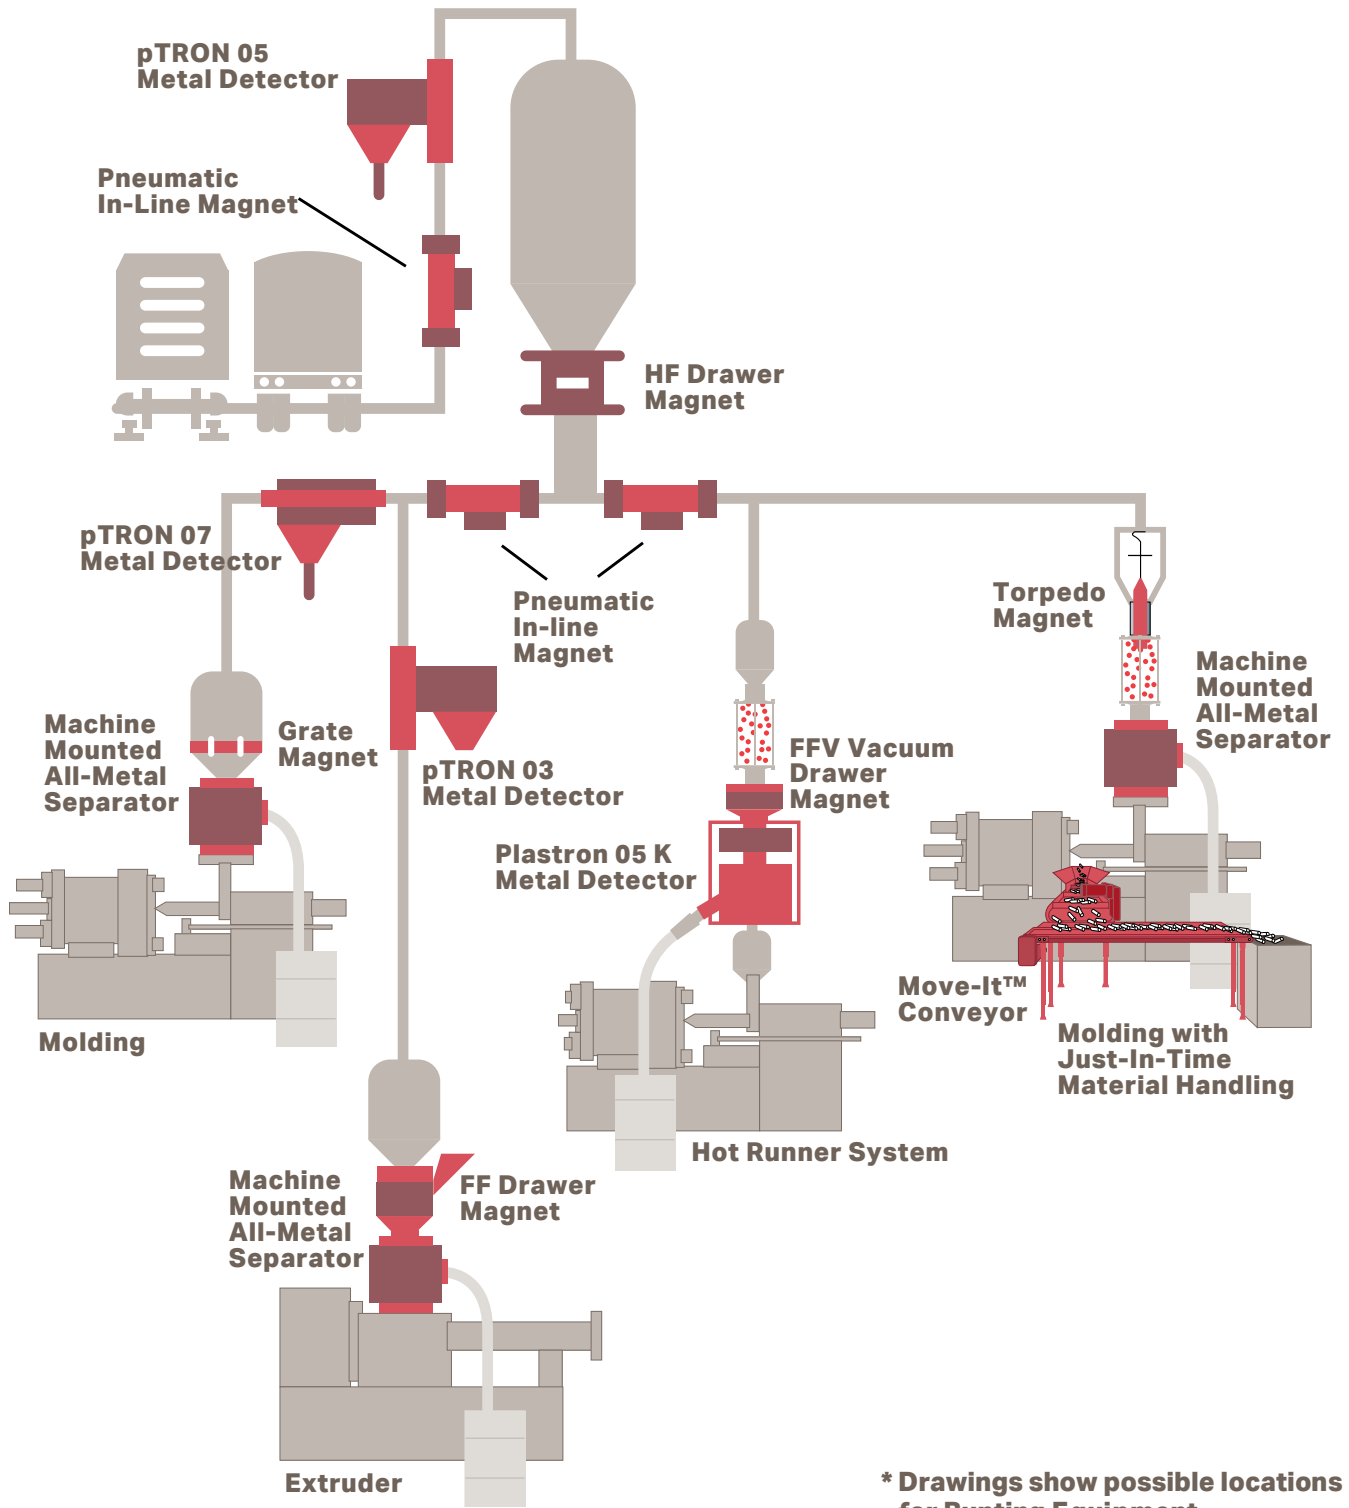 pTRON 05
Metal Detector
Pneumatic
In-Line Magnet
HF Drawer
Magnet
pTRON 07
Metal Detector
Pneumatic
In-line
Magnet
Torpedo
Magnet
Machine
Mounted
All-Metal
Separator
Machine
Mounted
All-Metal
Separator
Grate
Magnet
pTRON 03
Metal Detector
FFV Vacuum
Drawer
Magnet
Plastron 05 K
Metal Detector
Move-It™
Conveyor
Molding
Molding with
Just-In-Time
Material Handling
Hot Runner System
Machine
Mounted
All-Metal
Separator
FF Drawer
Magnet
Extruder
* Drawings show possible locations
for Bunting Equipment